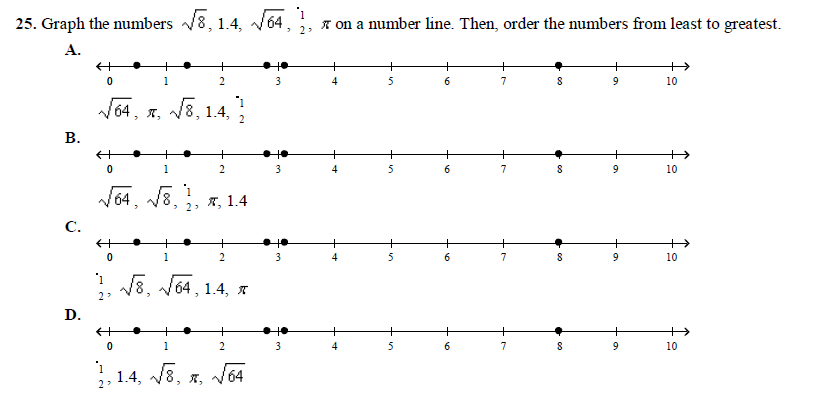 25. Graph the numbers √8, 1.4, √64, 1/2, π on a number line. Then, order the numbers from least to greatest.
A.
0 1 2 3 4 5 6 7 8 9 10
√64, π, √8, 1.4, 1/2
B.
0 1 2 3 4 5 6 7 8 9 10
√64, √8, 1/2, π, 1.4
C.
0 1 2 3 4 5 6 7 8 9 10
1/2, √8, √64, 1.4, π
D.
0 1 2 3 4 5 6 7 8 9 10
1/2, 1.4, √8, π, √64